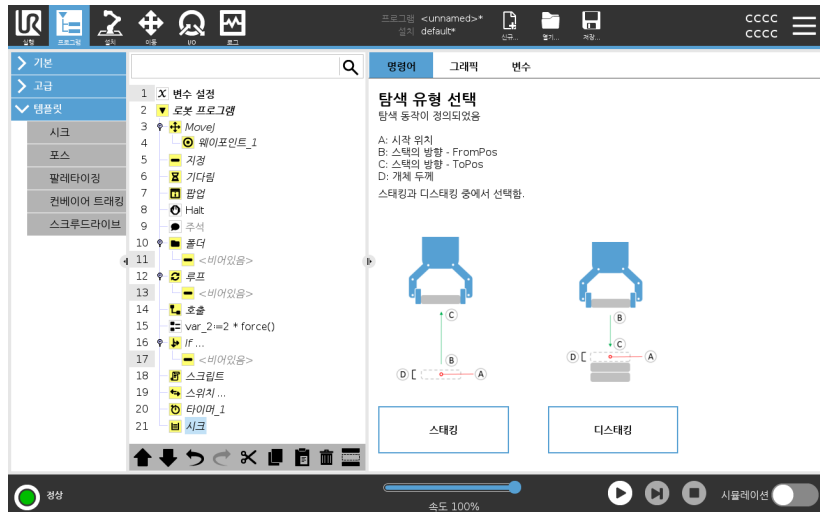 UR
실행
프로그램
설치
이동
I/O
로그
프로그램 <unnamed>*
설치 default*
신규...
열기...
저장...
cccc
cccc
기본
고급
템플릿
시크
포스
팔레타이징
컨베이어 트래킹
스크루드라이브
1 X 변수 설정
2 로봇 프로그램
3 MoveJ
4 웨이포인트_1
5 지정
6 기다림
7 팝업
8 Halt
9 주석
10 폴더
11 <비어있음>
12 루프
13 <비어있음>
14 호출
15 var_2:=2 * force()
16 If ...
17 <비어있음>
18 스크립트
19 스위치 ...
20 타이머_1
21 시크
명령어 그래픽 변수
탐색 유형 선택
탐색 동작이 정의되었음
A: 시작 위치
B: 스택의 방향 - FromPos
C: 스택의 방향 - ToPos
D: 개체 두께
스태킹과 디스태킹 중에서 선택함.
C
B
D
A
B
C
D
A
스태킹
디스태킹
정상
속도 100%
시뮬레이션